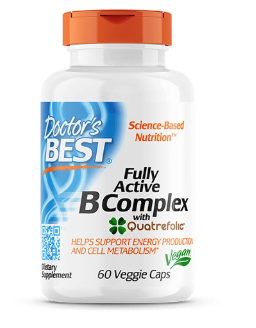 Doctor's
BEST®
Science-Based
Nutrition™
Fully
Active
B Complex
with
Quatrefolic®
HELPS SUPPORT ENERGY PRODUCTION
AND CELL METABOLISM*
Vegan
Dietary
Supplement
60 Veggie Caps